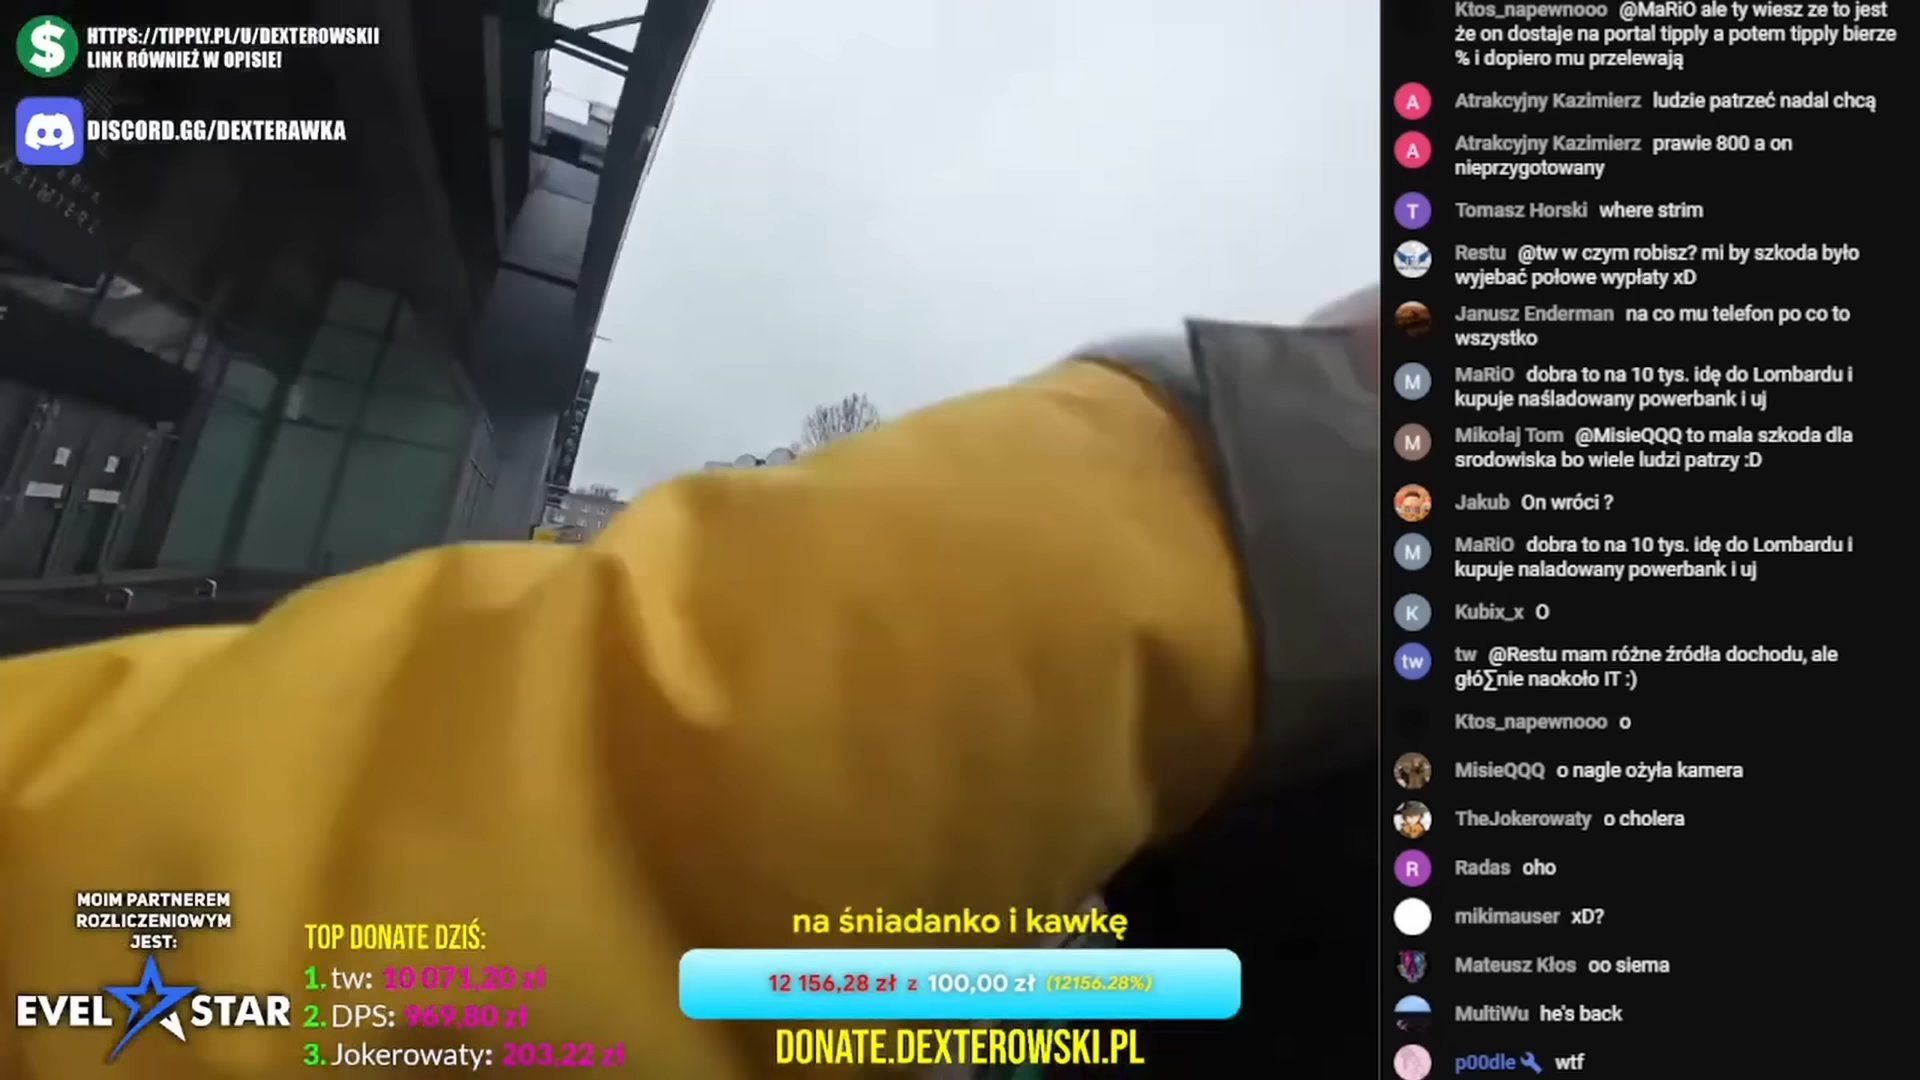 HTTPS://TIPPLY.PL/U/DEXTEROWSKII
LINK RÓWNIEŻ W OPISIE!
DISCORD.GG/DEXTERAWKA
MOIM PARTNEREM
ROZLICZENIOWYM
JEST:
EVEL STAR
TOP DONATE DZIŚ:
1. tw: 10 071,20 zł
2. DPS: 969,80 zł
3. Jokerowaty: 203,22 zł
na śniadanko i kawkę
12 156,28 zł z 100,00 zł (12156.28%)
DONATE.DEXTEROWSKI.PL
Ktos_napewnooo @MaRiO ale ty wiesz ze to jest
że on dostaje na portal tipply a potem tipply bierze
% i dopiero mu przelewają
A Atrakcyjny Kazimierz ludzie patrzeć nadal chcą
A Atrakcyjny Kazimierz prawie 800 a on
nieprzygotowany
T Tomasz Horski where strim
Restu @tw w czym robisz? mi by szkoda było
wyjebać połowe wypłaty xD
Janusz Enderman na co mu telefon po co to
wszystko
M MaRiO dobra to na 10 tys. idę do Lombardu i
kupuje naśladowany powerbank i uj
M Mikołaj Tom @MisieQQQ to mala szkoda dla
srodowiska bo wiele ludzi patrzy :D
Jakub On wróci ?
M MaRiO dobra to na 10 tys. idę do Lombardu i
kupuje naladowany powerbank i uj
K Kubix_x O
tw tw @Restu mam różne źródła dochodu, ale
głó∑nie naokoło IT :)
Ktos_napewnooo o
MisieQQQ o nagle ożyła kamera
TheJokerowaty o cholera
R Radas oho
mikimauser xD?
Mateusz Kłos oo siema
MultiWu he's back
p00dle wtf